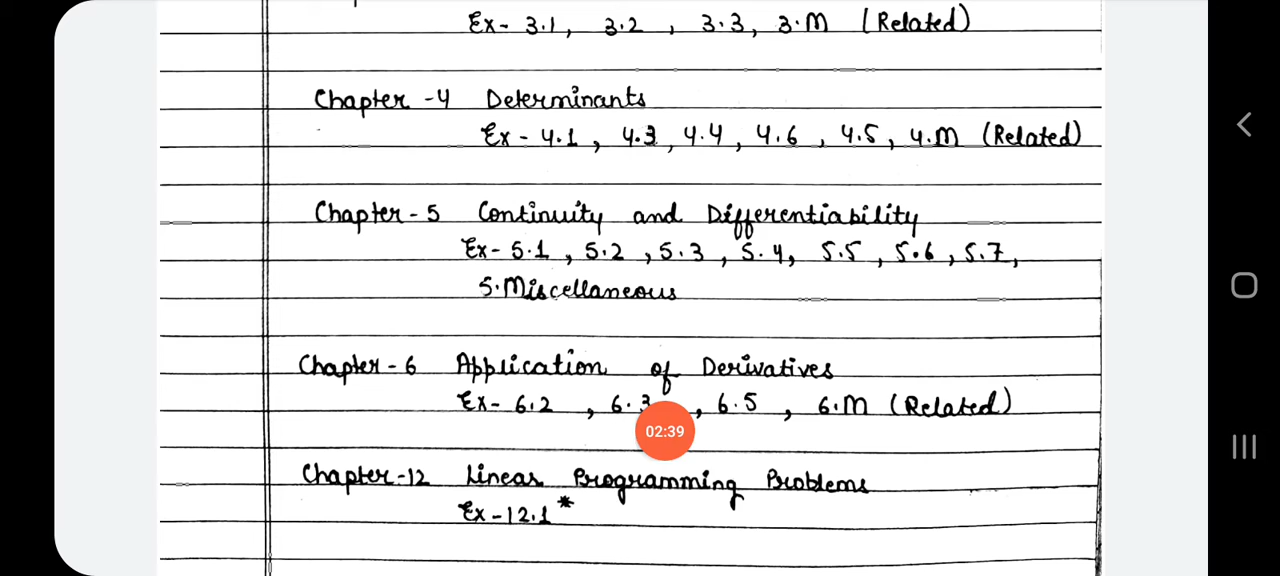 Ex- 3.1, 3.2 , 3.3, 3.M (Related)
Chapter -4 Determinants
Ex - 4.1 , 4.3, 4.4, 4.6 , 4.5, 4.M (Related)
Chapter - 5 Continuity and Differentiability
Ex- 5.1 , 5.2 , 5.3 , 5.4, 5.5 , 5.6 , 5.7,
5.Miscellaneous
Chapter - 6 Application of Derivatives
Ex- 6.2 , 6.3 , 6.5 , 6.M (Related)
02:39
Chapter-12 Linear Programming Problems
Ex -12.1*